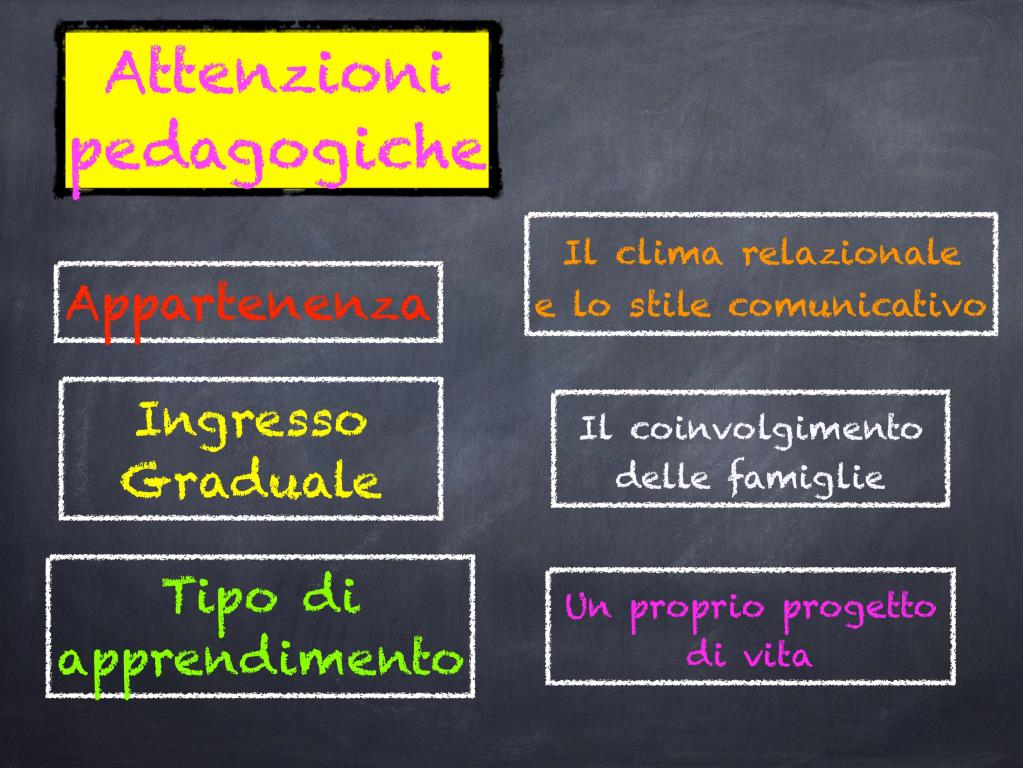 Attenzioni
pedagogiche
Appartenenza
Ingresso
Graduale
Tipo di
apprendimento
Il clima relazionale
e lo stile comunicativo
Il coinvolgimento
delle famiglie
Un proprio progetto
di vita